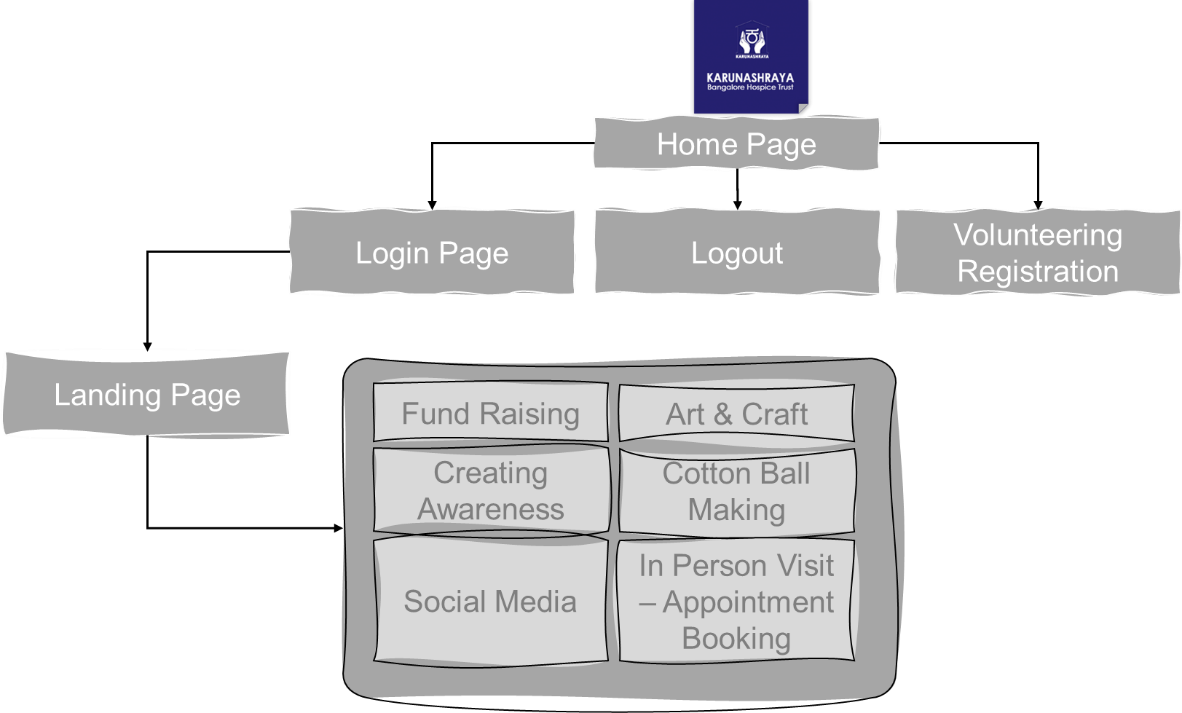 KARUNASHRAYA
KARUNASHRAYA
Bangalore Hospice Trust
Home Page
Login Page
Logout
Volunteering
Registration
Landing Page
Fund Raising
Art & Craft
Creating
Awareness
Cotton Ball
Making
Social Media
In Person Visit
– Appointment
Booking